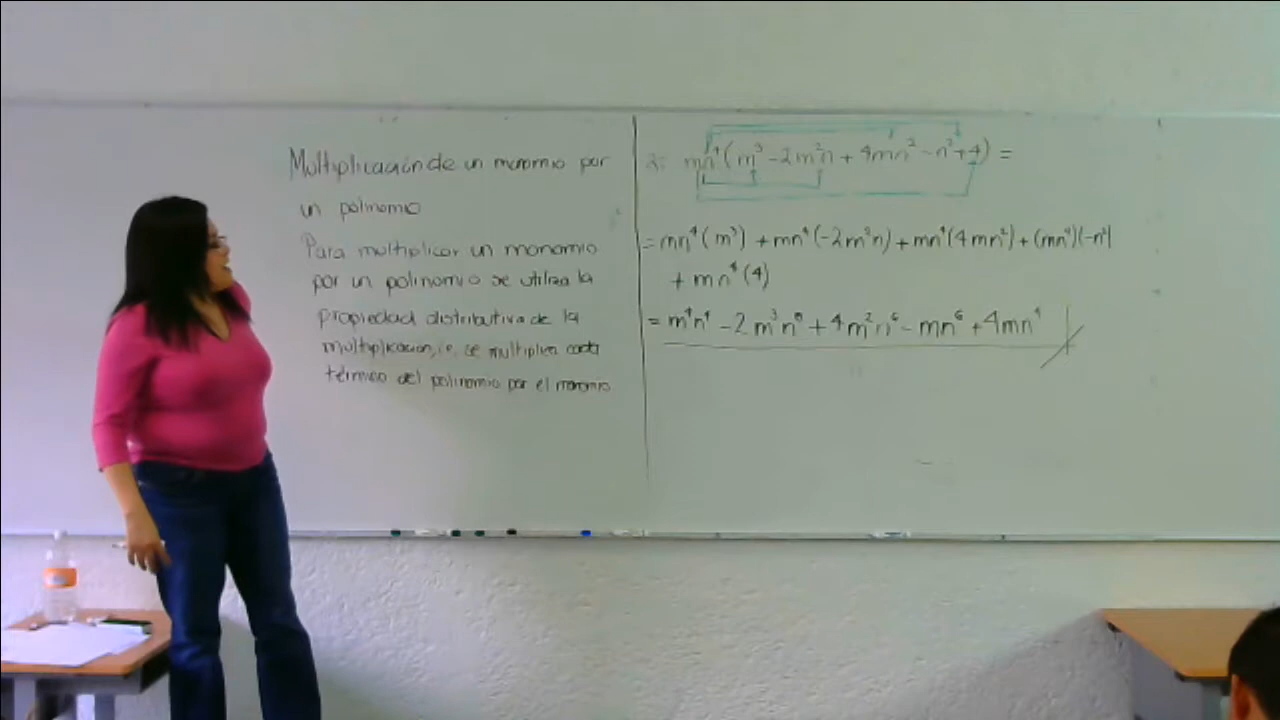 Multiplicación de un monomio por
un polinomio
Para multiplicar un monomio
por un polinomio se utiliza la
propiedad distributiva de la
multiplicación, i.e. se multiplica cada
término del polinomio por el monomio
2. mn⁴(m³ - 2m²n + 4mn² - n² + 4) =
= mn⁴(m³) + mn⁴(-2m²n) + mn⁴(4mn²) + (mn⁴)(-n²)
+ mn⁴(4)
= m⁴n⁴ - 2m³n⁵ + 4m²n⁶ - mn⁶ + 4mn⁴